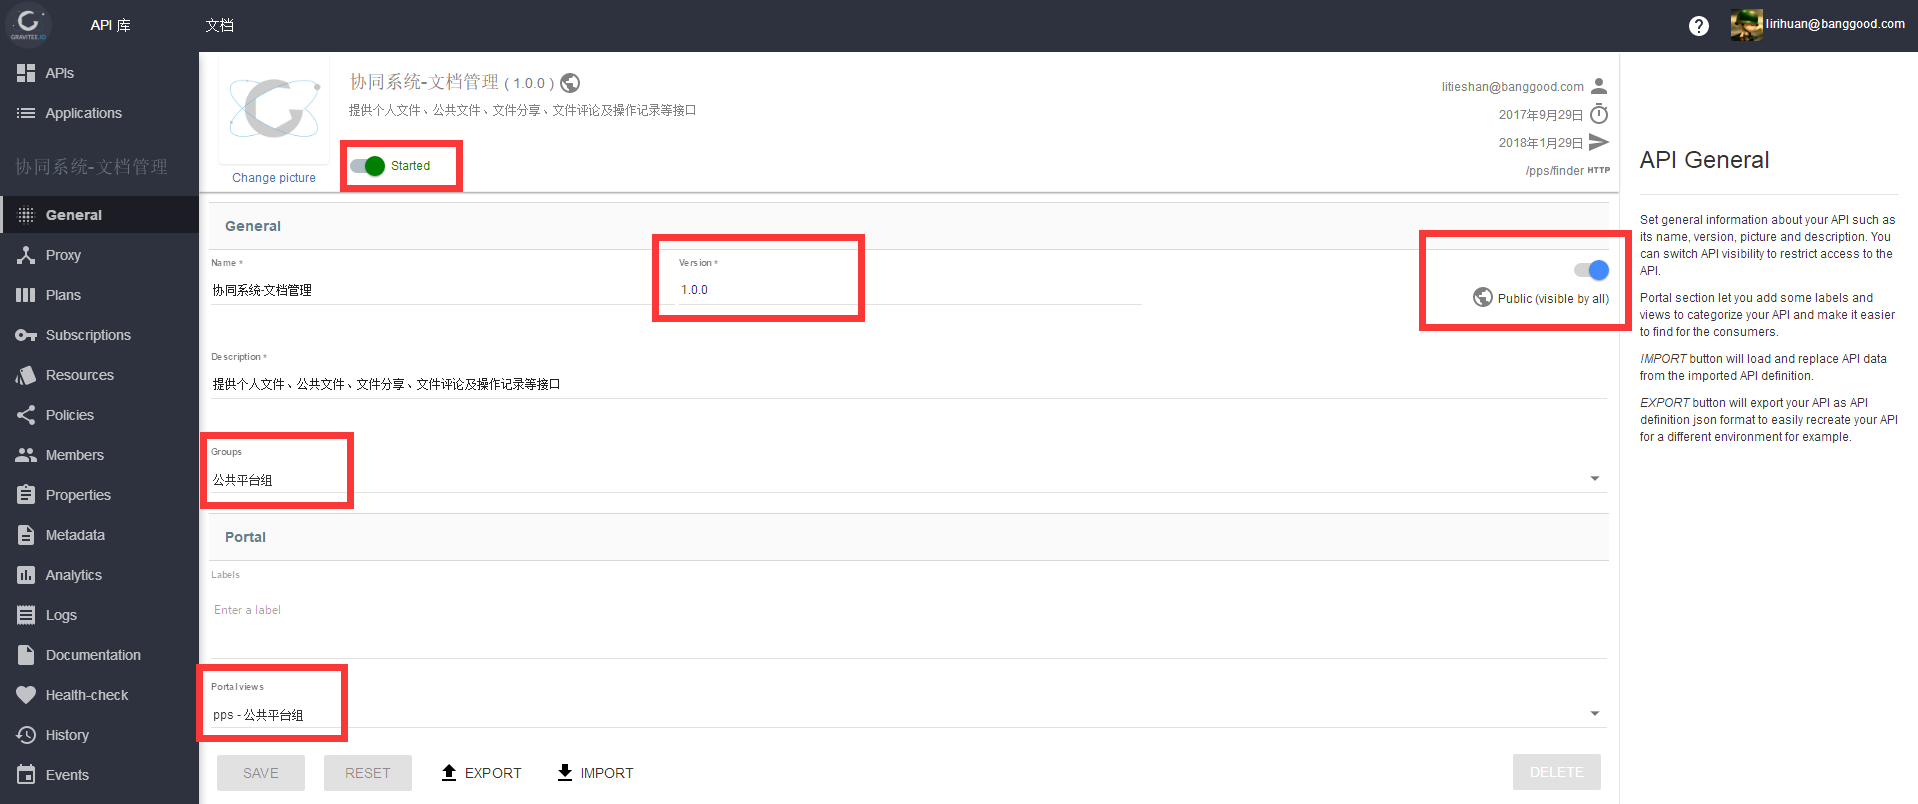 GRAVITEE.IO
API 库
文档
lirihuan@banggood.com
APIs
Applications
协同系统-文档管理
General
Proxy
Plans
Subscriptions
Resources
Policies
Members
Properties
Metadata
Analytics
Logs
Documentation
Health-check
History
Events
Change picture
协同系统-文档管理 ( 1.0.0 )
提供个人文件、公共文件、文件分享、文件评论及操作记录等接口
Started
litieshan@banggood.com
2017年9月29日
2018年1月29日
/pps/finder HTTP
General
Name *
协同系统-文档管理
Version *
1.0.0
Public (visible by all)
Description *
提供个人文件、公共文件、文件分享、文件评论及操作记录等接口
Groups
公共平台组
Portal
Labels
Enter a label
Portal views
pps - 公共平台组
SAVE
RESET
EXPORT
IMPORT
DELETE
API General
Set general information about your API such as
its name, version, picture and description. You
can switch API visibility to restrict access to the
API.
Portal section let you add some labels and
views to categorize your API and make it easier
to find for the consumers.
IMPORT button will load and replace API data
from the imported API definition.
EXPORT button will export your API as API
definition json format to easily recreate your API
for a different environment for example.